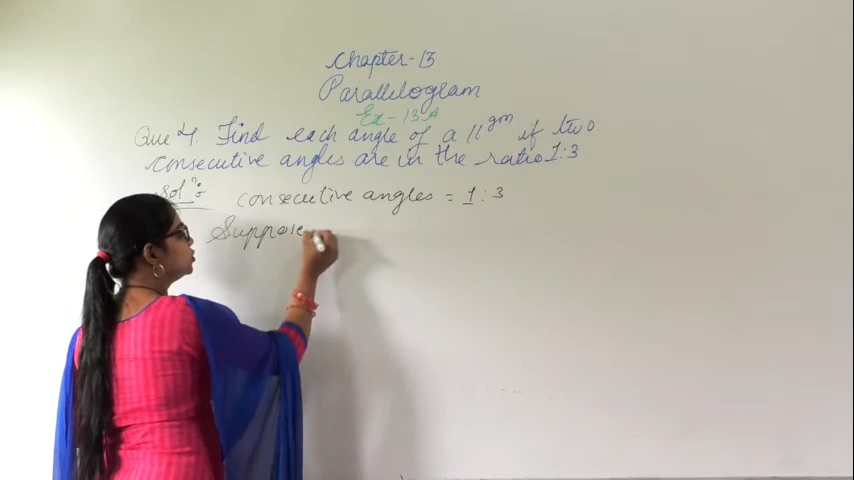 Chapter-13
Parallelogram
Ex-13.A
Que 4. Find each angle of a ||gm if two
consecutive angles are in the ratio 1:3
Sol^n:- consecutive angles = 1:3
Suppose